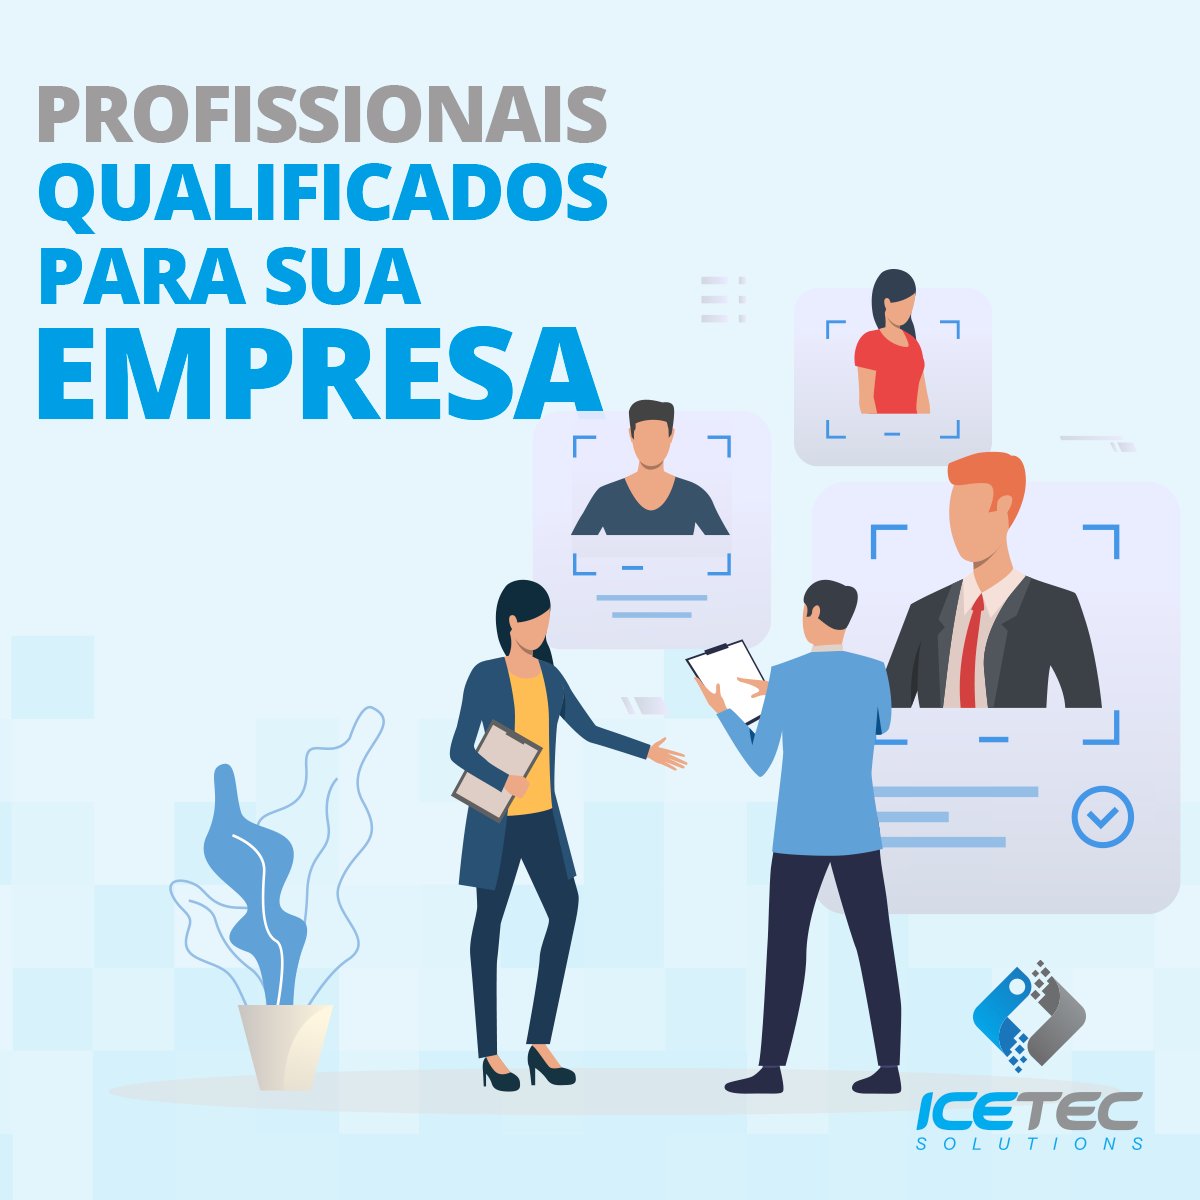 PROFISSIONAIS
QUALIFICADOS
PARA SUA
EMPRESA
ICETEC
SOLUTIONS